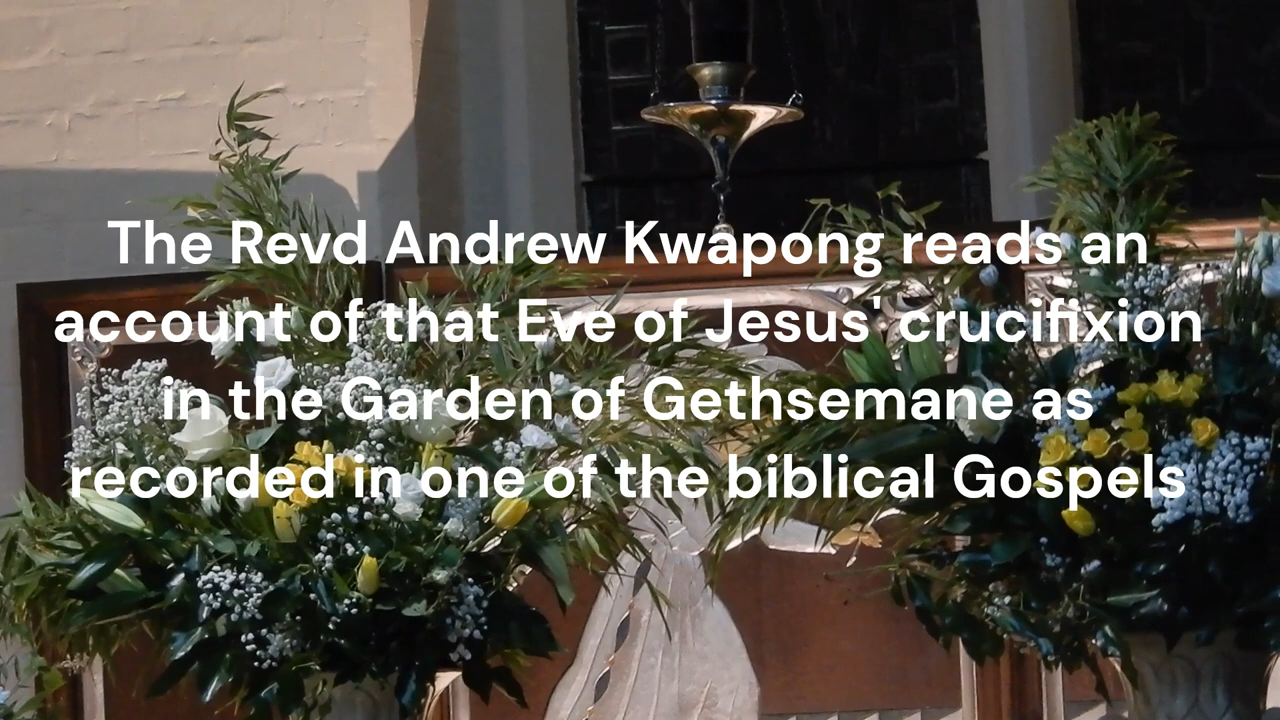 The Revd Andrew Kwapong reads an
account of that Eve of Jesus' crucifixion
in the Garden of Gethsemane as
recorded in one of the biblical Gospels